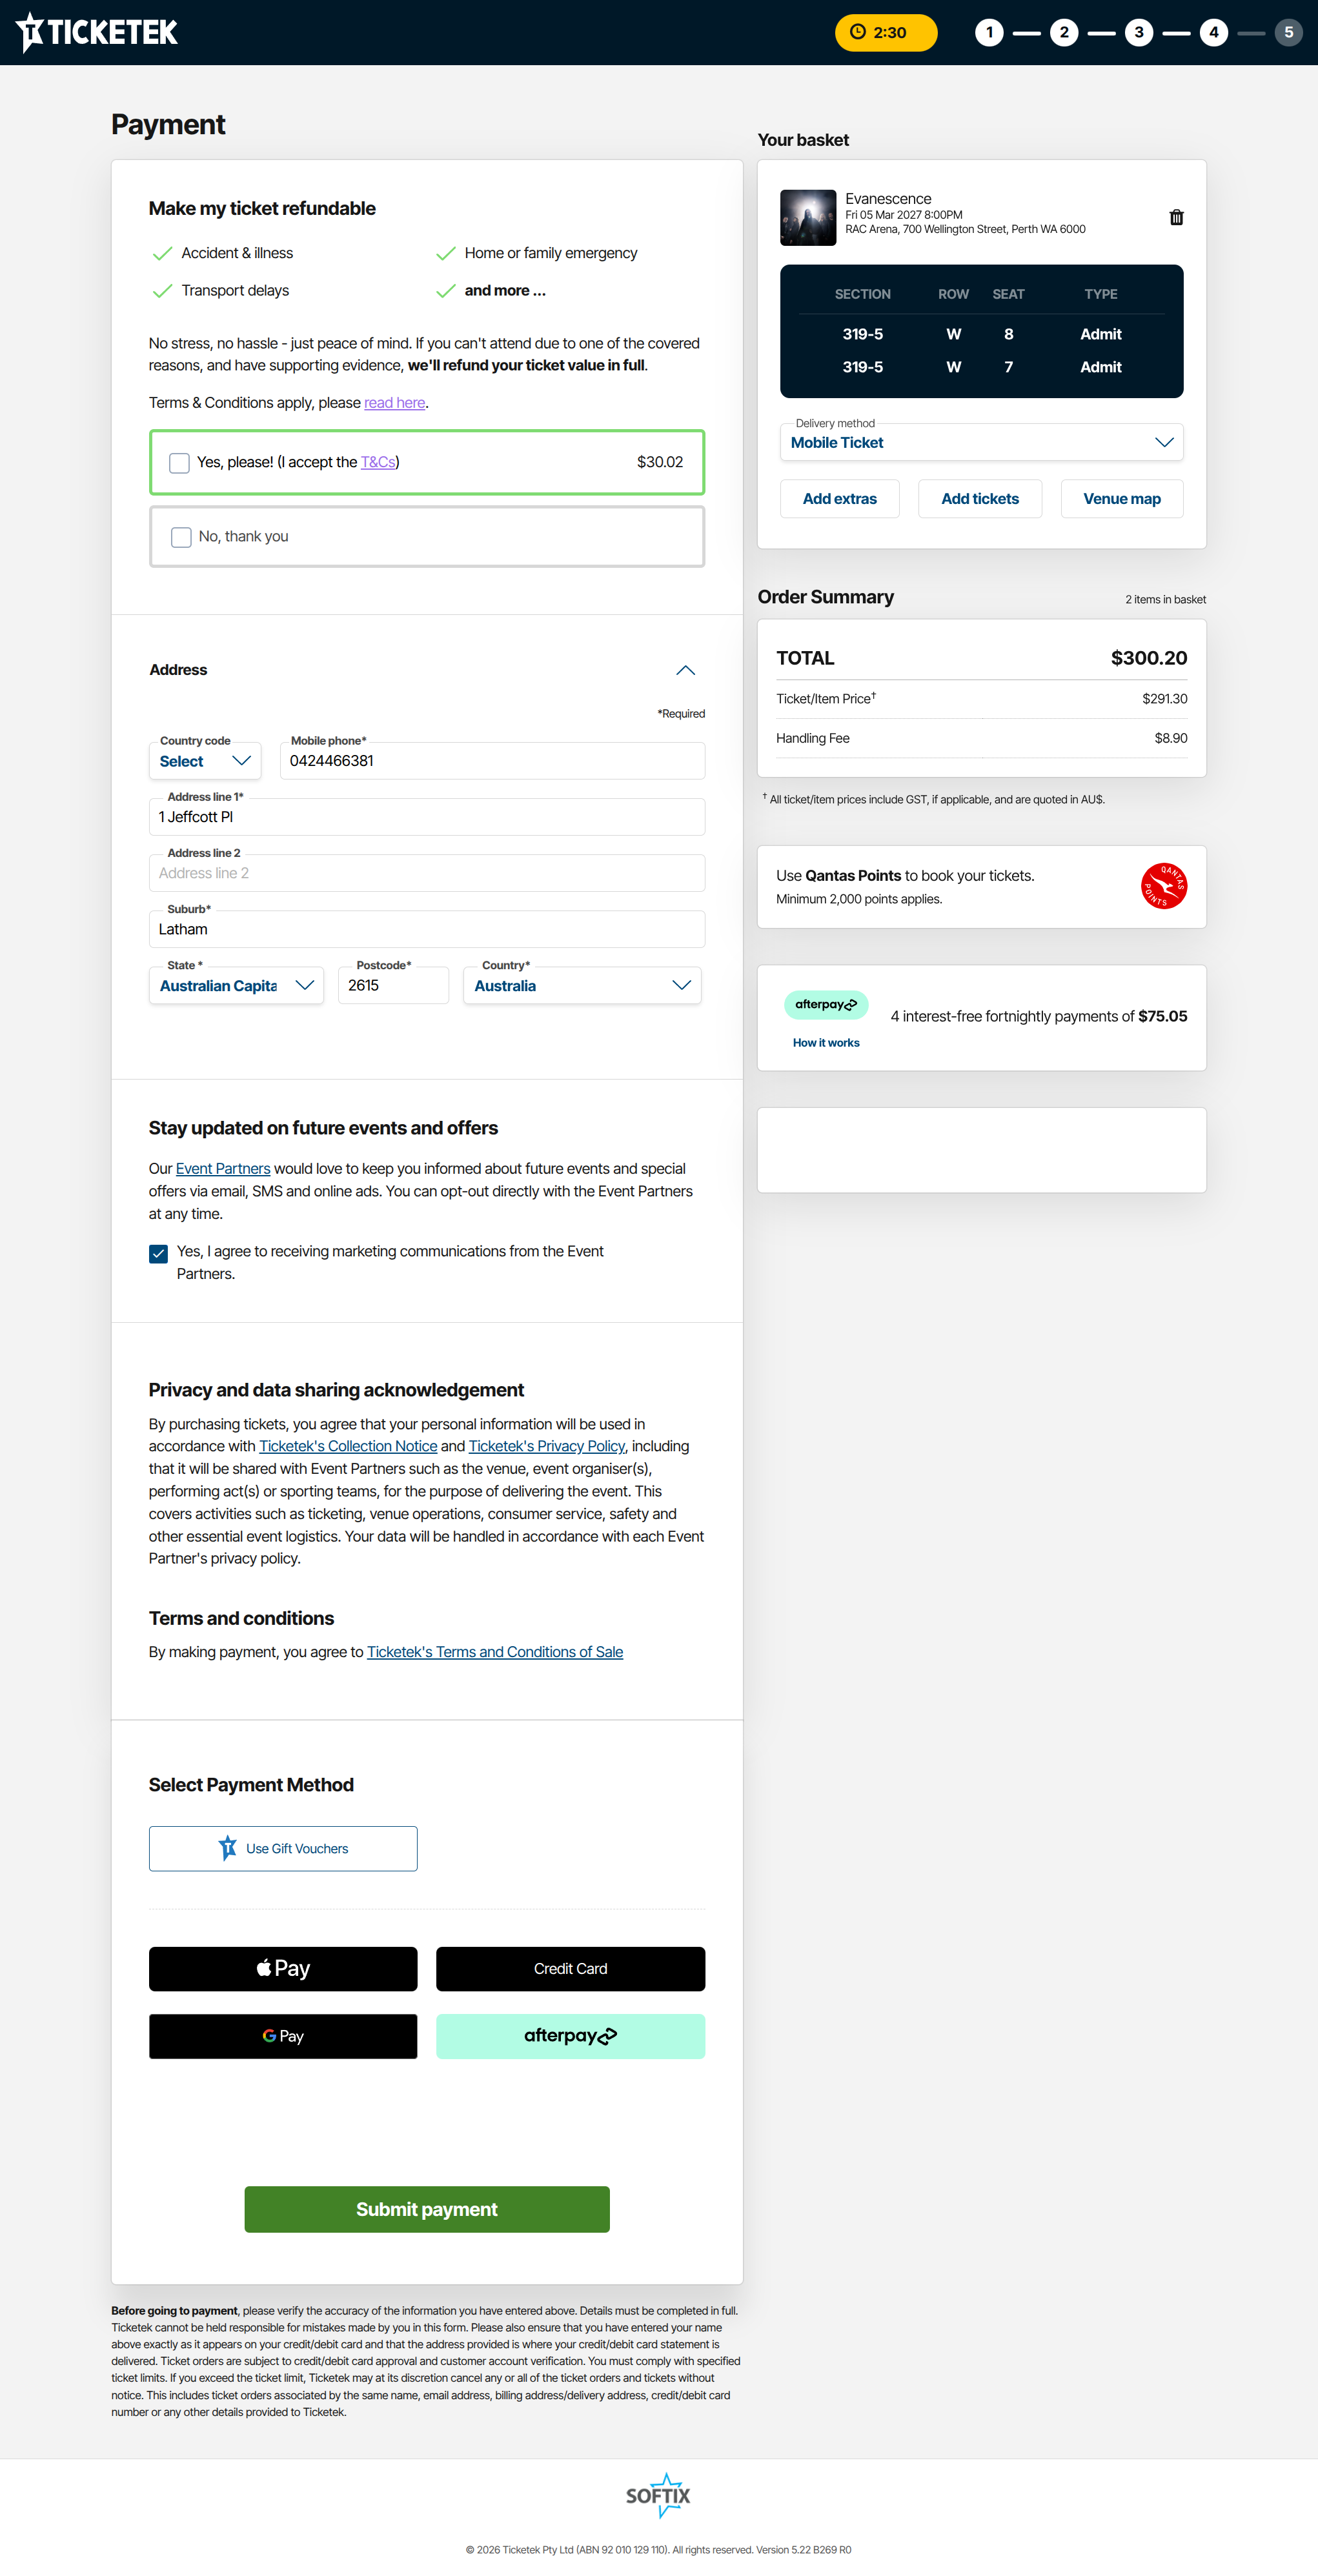 TICKETEK
2:30
1
2
3
4
5
Payment
Make my ticket refundable
Accident & illness
Home or family emergency
Transport delays
and more ...
No stress, no hassle - just peace of mind. If you can't attend due to one of the covered
reasons, and have supporting evidence, we'll refund your ticket value in full.
Terms & Conditions apply, please read here.
Yes, please! (I accept the T&Cs)
$30.02
No, thank you
Address
*Required
Country code
Select
Mobile phone*
0424466381
Address line 1*
1 Jeffcott Pl
Address line 2
Address line 2
Suburb*
Latham
State *
Australian Capita
Postcode*
2615
Country*
Australia
Stay updated on future events and offers
Our Event Partners would love to keep you informed about future events and special
offers via email, SMS and online ads. You can opt-out directly with the Event Partners
at any time.
Yes, I agree to receiving marketing communications from the Event
Partners.
Privacy and data sharing acknowledgement
By purchasing tickets, you agree that your personal information will be used in
accordance with Ticketek's Collection Notice and Ticketek's Privacy Policy, including
that it will be shared with Event Partners such as the venue, event organiser(s),
performing act(s) or sporting teams, for the purpose of delivering the event. This
covers activities such as ticketing, venue operations, consumer service, safety and
other essential event logistics. Your data will be handled in accordance with each Event
Partner's privacy policy.
Terms and conditions
By making payment, you agree to Ticketek's Terms and Conditions of Sale
Select Payment Method
Use Gift Vouchers
Pay
Credit Card
G Pay
afterpay
Submit payment
Before going to payment, please verify the accuracy of the information you have entered above. Details must be completed in full.
Ticketek cannot be held responsible for mistakes made by you in this form. Please also ensure that you have entered your name
above exactly as it appears on your credit/debit card and that the address provided is where your credit/debit card statement is
delivered. Ticket orders are subject to credit/debit card approval and customer account verification. You must comply with specified
ticket limits. If you exceed the ticket limit, Ticketek may at its discretion cancel any or all of the ticket orders and tickets without
notice. This includes ticket orders associated by the same name, email address, billing address/delivery address, credit/debit card
number or any other details provided to Ticketek.
Your basket
Evanescence
Fri 05 Mar 2027 8:00PM
RAC Arena, 700 Wellington Street, Perth WA 6000
SECTION ROW SEAT TYPE
319-5 W 8 Admit
319-5 W 7 Admit
Delivery method
Mobile Ticket
Add extras
Add tickets
Venue map
Order Summary
2 items in basket
TOTAL $300.20
Ticket/Item Price† $291.30
Handling Fee $8.90
† All ticket/item prices include GST, if applicable, and are quoted in AU$.
Use Qantas Points to book your tickets.
Minimum 2,000 points applies.
QANTAS
POINTS
afterpay
How it works
4 interest-free fortnightly payments of $75.05
SOFTIX
© 2026 Ticketek Pty Ltd (ABN 92 010 129 110). All rights reserved. Version 5.22 B269 R0